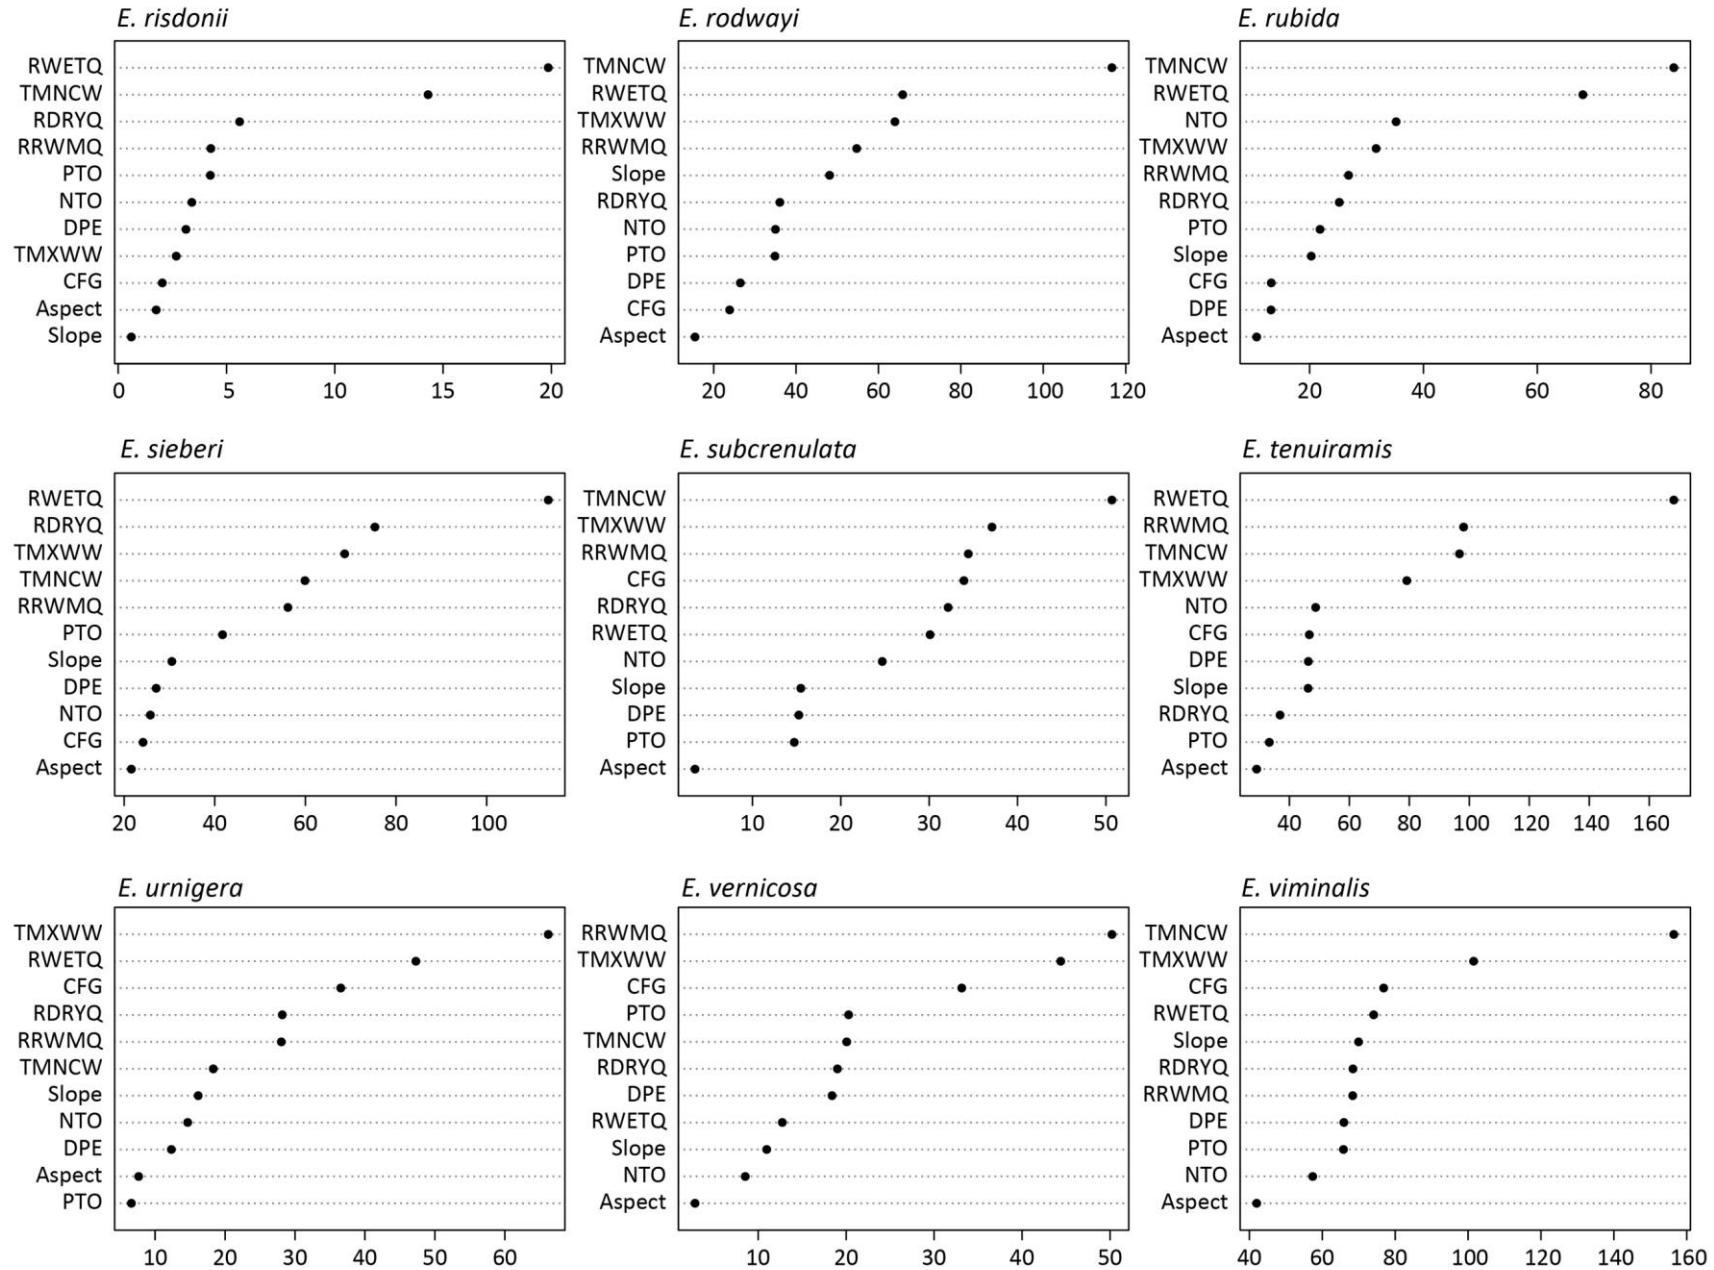 E. risdonii
RWETQ
TMNCW
RDRYQ
RRWMQ
PTO
NTO
DPE
TMXWW
CFG
Aspect
Slope
0 5 10 15 20
E. rodwayi
TMNCW
RWETQ
TMXWW
RRWMQ
Slope
RDRYQ
NTO
PTO
DPE
CFG
Aspect
20 40 60 80 100 120
E. rubida
TMNCW
RWETQ
NTO
TMXWW
RRWMQ
RDRYQ
PTO
Slope
CFG
DPE
Aspect
20 40 60 80
E. sieberi
RWETQ
RDRYQ
TMXWW
TMNCW
RRWMQ
PTO
Slope
DPE
NTO
CFG
Aspect
20 40 60 80 100
E. subcrenulata
TMNCW
TMXWW
RRWMQ
CFG
RDRYQ
RWETQ
NTO
Slope
DPE
PTO
Aspect
10 20 30 40 50
E. tenuiramis
RWETQ
RRWMQ
TMNCW
TMXWW
NTO
CFG
DPE
Slope
RDRYQ
PTO
Aspect
40 60 80 100 120 140 160
E. urnigera
TMXWW
RWETQ
CFG
RDRYQ
RRWMQ
TMNCW
Slope
NTO
DPE
Aspect
PTO
10 20 30 40 50 60
E. vernicosa
RRWMQ
TMXWW
CFG
PTO
TMNCW
RDRYQ
DPE
RWETQ
Slope
NTO
Aspect
10 20 30 40 50
E. viminalis
TMNCW
TMXWW
CFG
RWETQ
Slope
RDRYQ
RRWMQ
DPE
PTO
NTO
Aspect
40 60 80 100 120 140 160